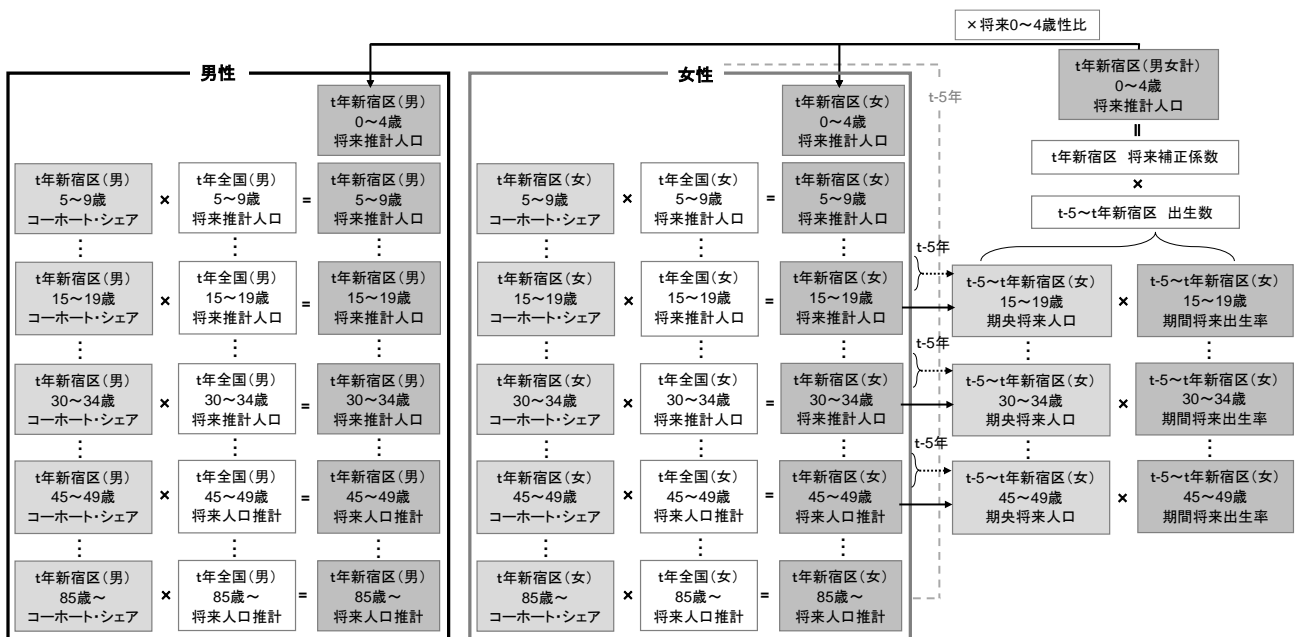 ×将来0～4歳性比
男性
女性
t年新宿区(男女計)
0～4歳
将来推計人口
t-5年
t年新宿区(男)
0～4歳
将来推計人口
t年新宿区(女)
0～4歳
将来推計人口
＝
t年新宿区 将来補正係数
×
t-5～t年新宿区 出生数
t年新宿区(男)
5～9歳
コーホート・シェア
×
t年全国(男)
5～9歳
将来推計人口
=
t年新宿区(男)
5～9歳
将来推計人口
t年新宿区(女)
5～9歳
コーホート・シェア
×
t年全国(女)
5～9歳
将来推計人口
=
t年新宿区(女)
5～9歳
将来推計人口
t年新宿区(男)
15～19歳
コーホート・シェア
×
t年全国(男)
15～19歳
将来推計人口
=
t年新宿区(男)
15～19歳
将来推計人口
t年新宿区(女)
15～19歳
コーホート・シェア
×
t年全国(女)
15～19歳
将来推計人口
=
t年新宿区(女)
15～19歳
将来推計人口
t-5年
t-5～t年新宿区(女)
15～19歳
期央将来人口
×
t-5～t年新宿区(女)
15～19歳
期間将来出生率
t年新宿区(男)
30～34歳
コーホート・シェア
×
t年全国(男)
30～34歳
将来推計人口
=
t年新宿区(男)
30～34歳
将来推計人口
t年新宿区(女)
30～34歳
コーホート・シェア
×
t年全国(女)
30～34歳
将来推計人口
=
t年新宿区(女)
30～34歳
将来推計人口
t-5年
t-5～t年新宿区(女)
30～34歳
期央将来人口
×
t-5～t年新宿区(女)
30～34歳
期間将来出生率
t年新宿区(男)
45～49歳
コーホート・シェア
×
t年全国(男)
45～49歳
将来人口推計
=
t年新宿区(男)
45～49歳
将来人口推計
t年新宿区(女)
45～49歳
コーホート・シェア
×
t年全国(女)
45～49歳
将来人口推計
=
t年新宿区(女)
45～49歳
将来人口推計
t-5年
t-5～t年新宿区(女)
45～49歳
期央将来人口
×
t-5～t年新宿区(女)
45～49歳
期間将来出生率
t年新宿区(男)
85歳～
コーホート・シェア
×
t年全国(男)
85歳～
将来人口推計
=
t年新宿区(男)
85歳～
将来人口推計
t年新宿区(女)
85歳～
コーホート・シェア
×
t年全国(女)
85歳～
将来人口推計
=
t年新宿区(女)
85歳～
将来人口推計